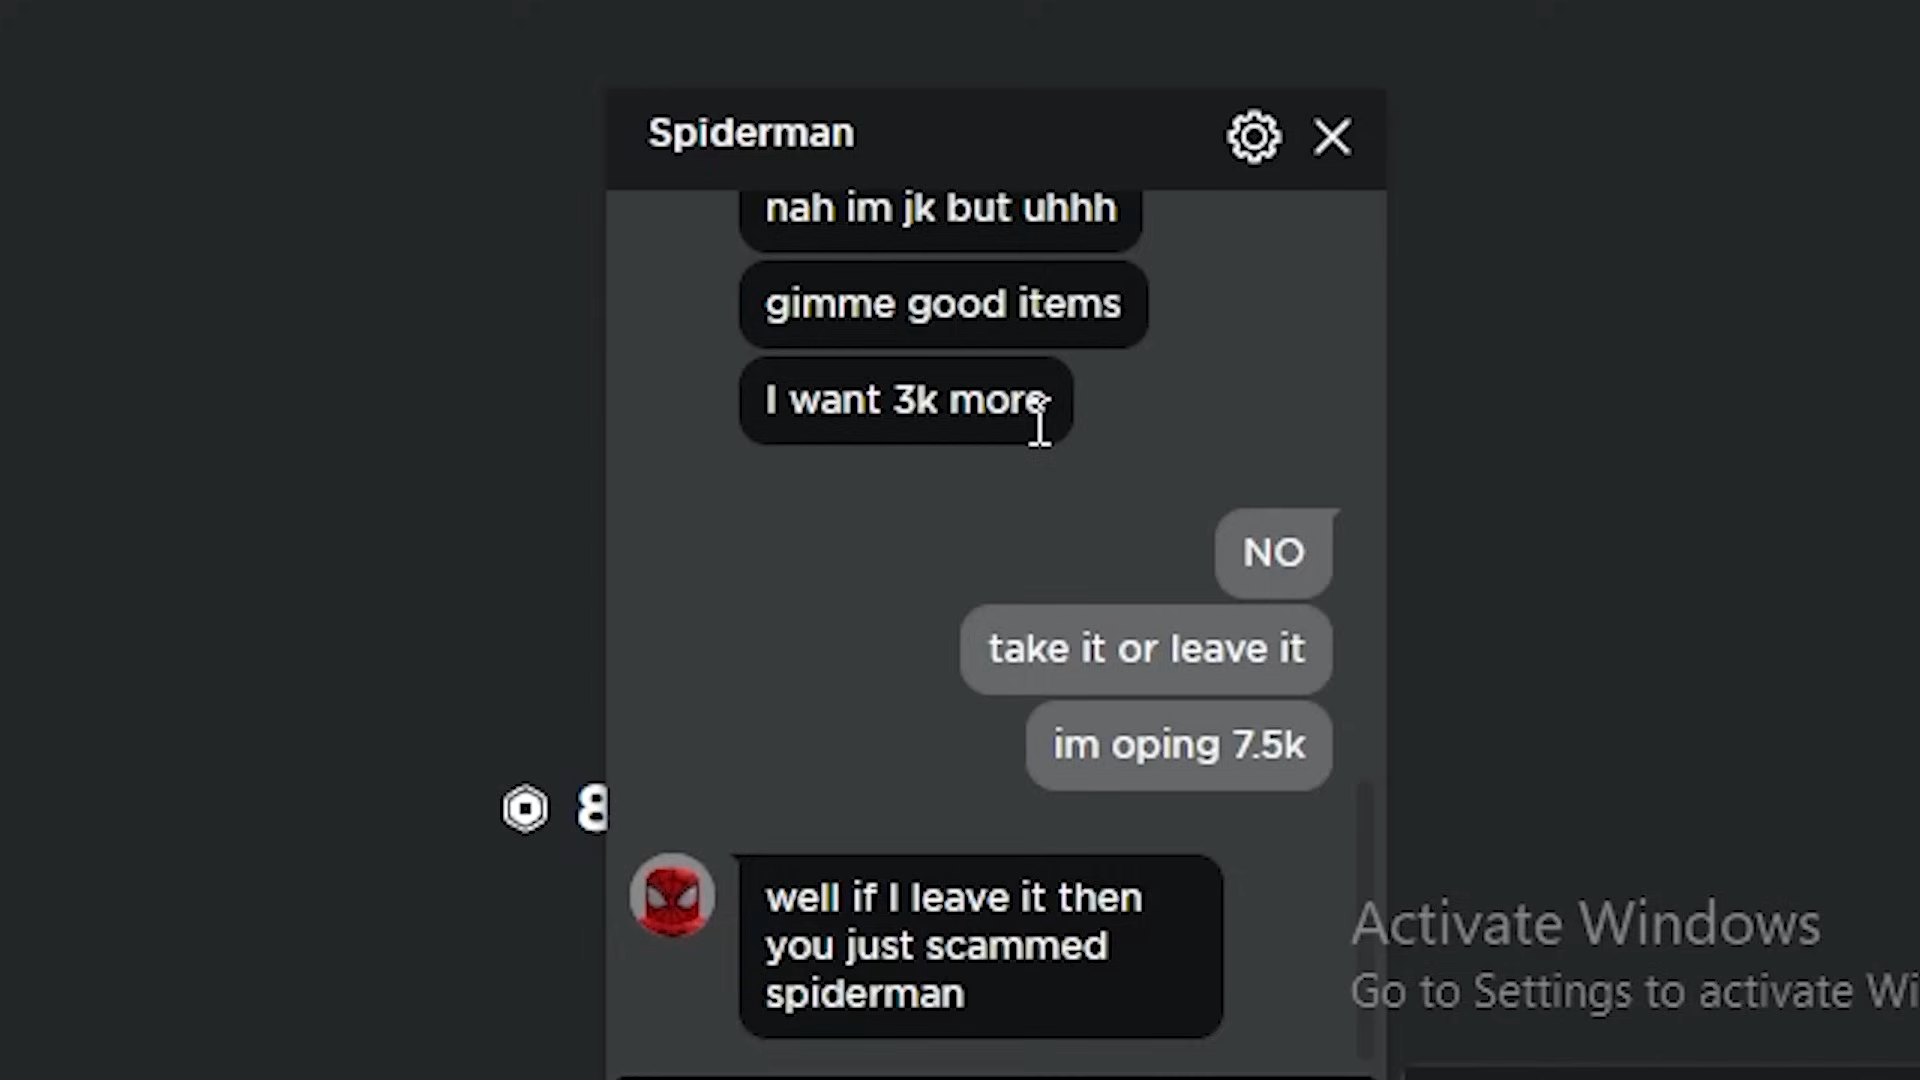 Spiderman
nah im jk but uhhh
gimme good items
I want 3k more
NO
take it or leave it
im oping 7.5k
8
well if I leave it then
you just scammed
spiderman
Activate Windows
Go to Settings to activate Wi